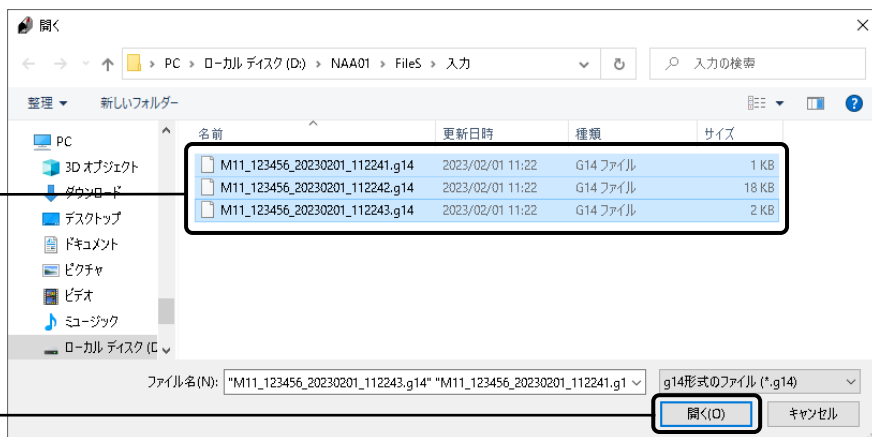 開く
PC › ローカル ディスク (D:) › NAA01 › FileS › 入力
入力の検索
整理 新しいフォルダー
名前 更新日時 種類 サイズ
PC
3D オブジェクト
ダウンロード
デスクトップ
ドキュメント
ピクチャ
ビデオ
ミュージック
ローカル ディスク (D
M11_123456_20230201_112241.g14 2023/02/01 11:22 G14 ファイル 1 KB
M11_123456_20230201_112242.g14 2023/02/01 11:22 G14 ファイル 18 KB
M11_123456_20230201_112243.g14 2023/02/01 11:22 G14 ファイル 2 KB
ファイル名(N): "M11_123456_20230201_112243.g14" "M11_123456_20230201_112241.g1 g14形式のファイル (*.g14)
開く(O) キャンセル